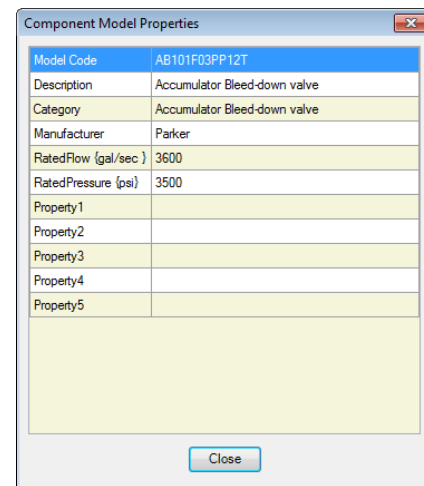 Component Model Properties
Model Code AB101F03PP12T
Description Accumulator Bleed-down valve
Category Accumulator Bleed-down valve
Manufacturer Parker
RatedFlow {gal/sec } 3600
RatedPressure {psi} 3500
Property1
Property2
Property3
Property4
Property5
Close